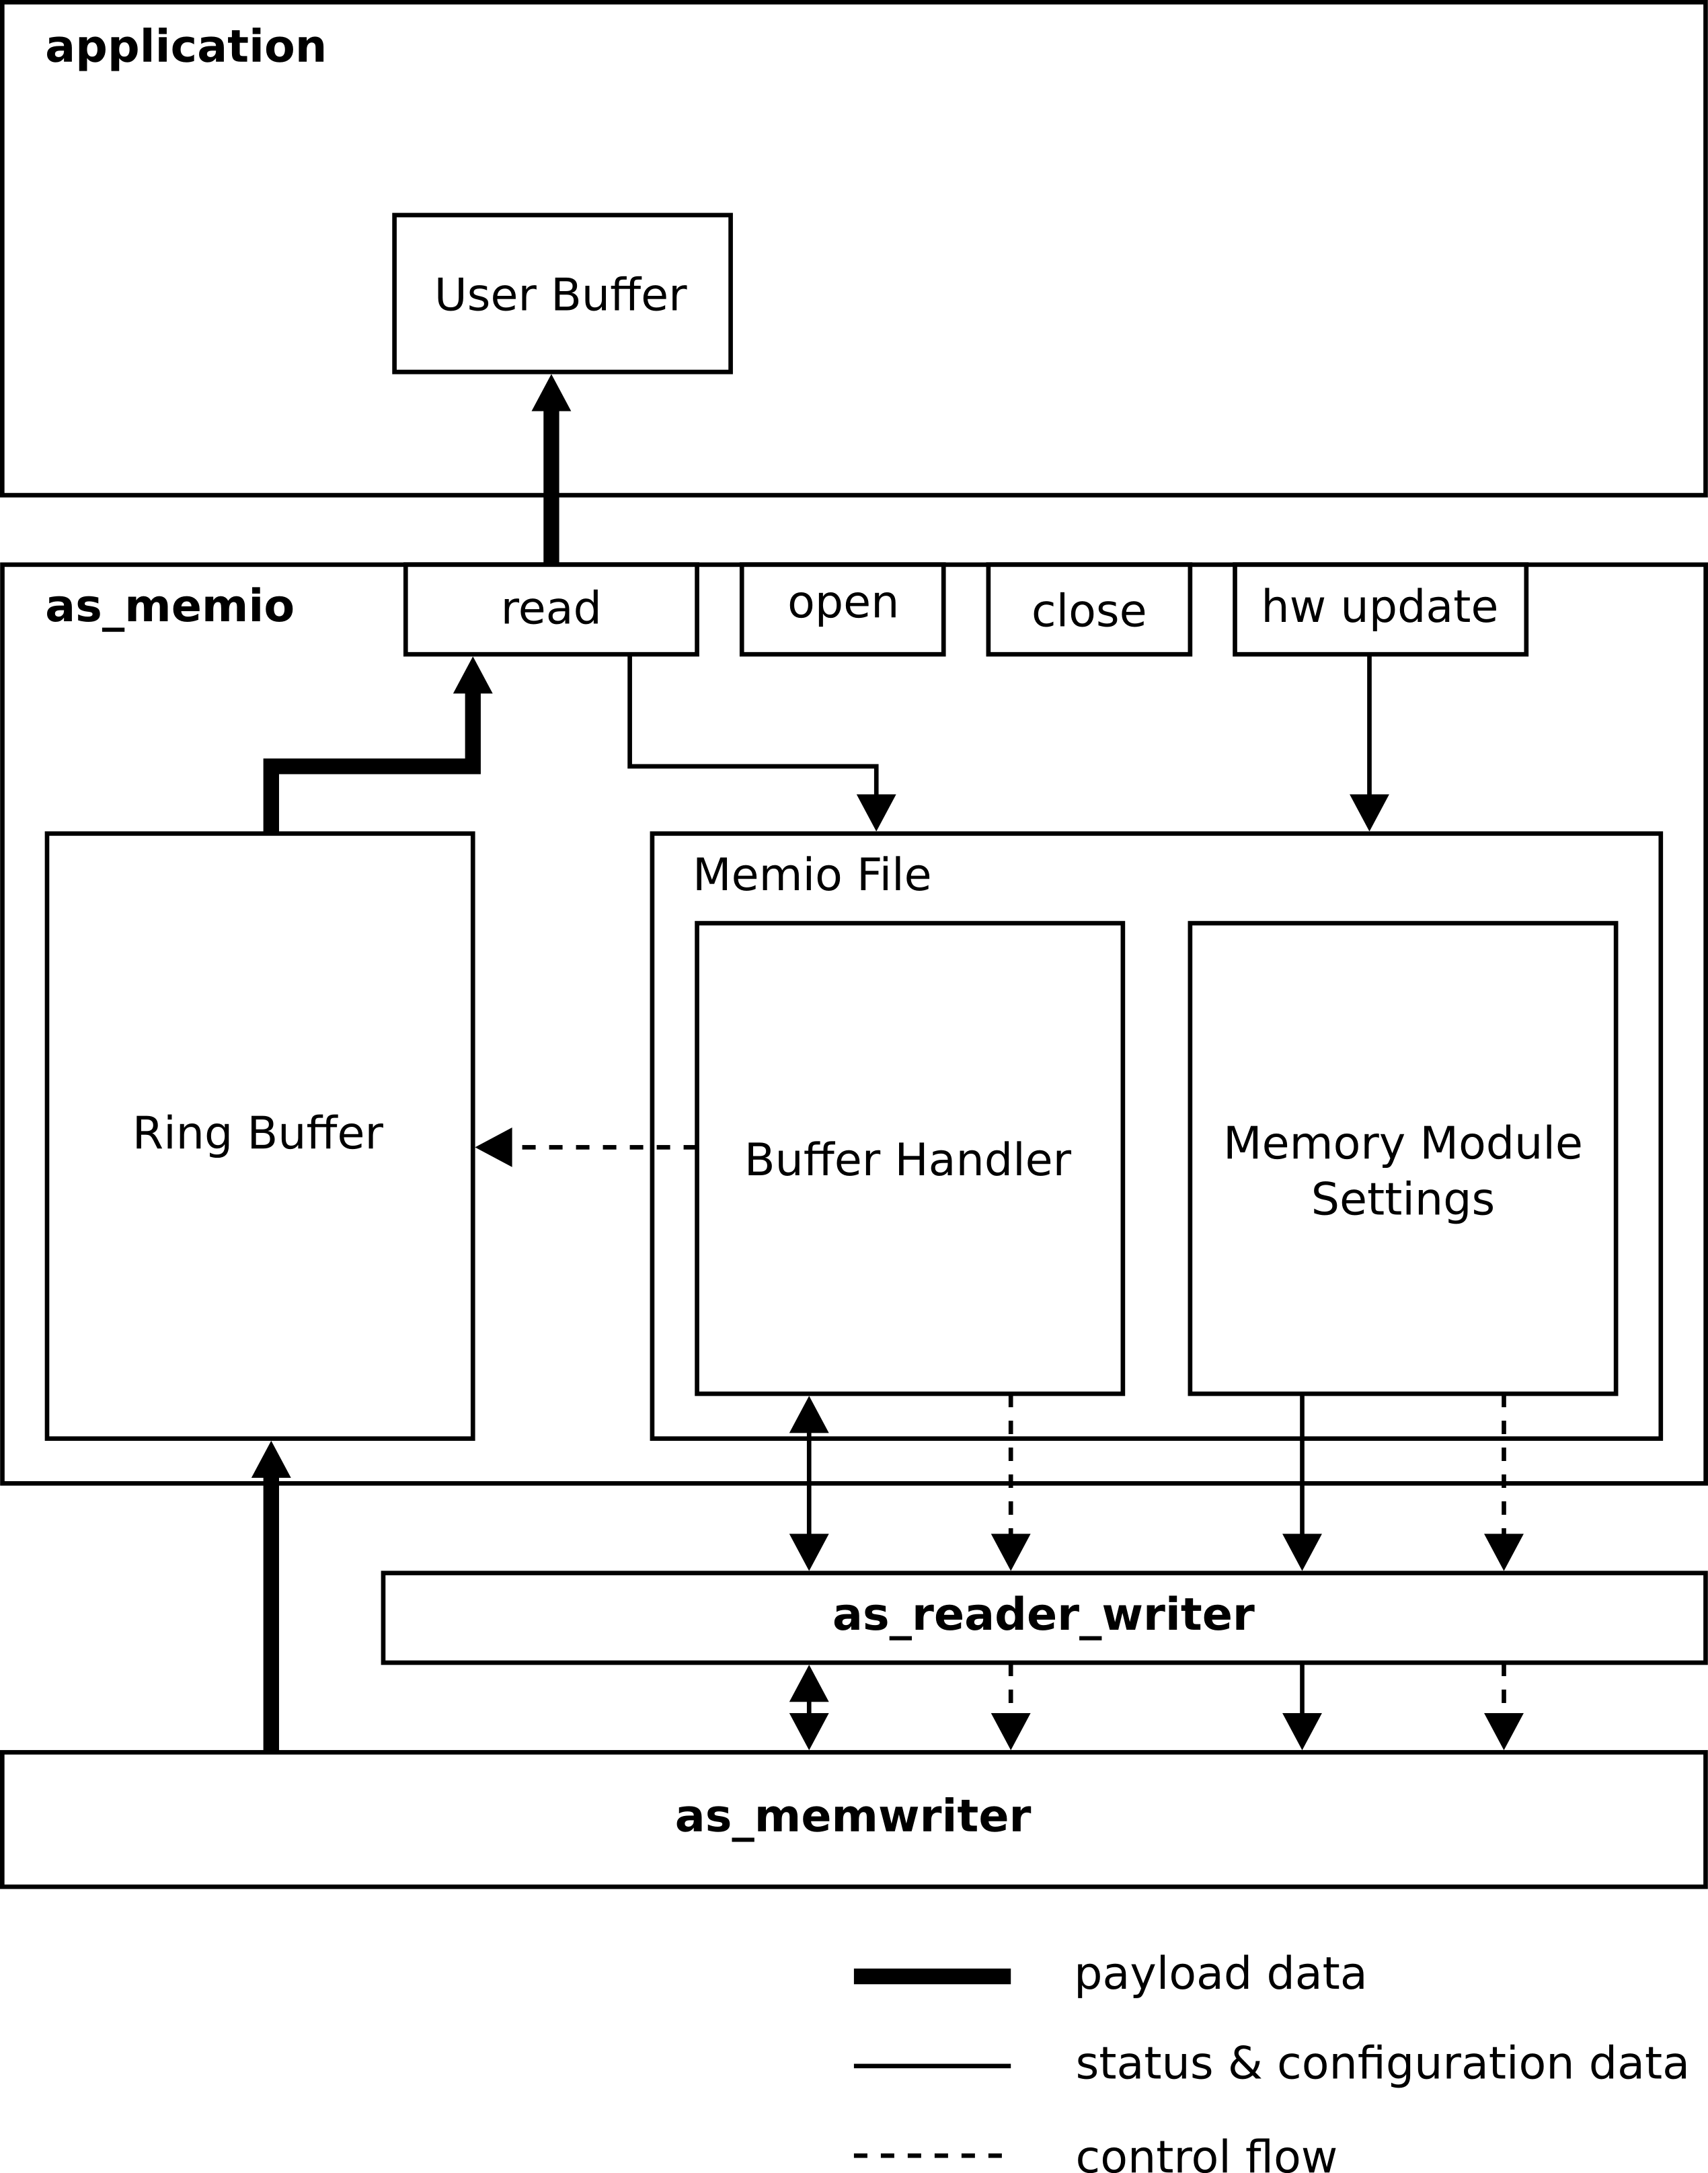 application
User Buffer
as_memio
read
open
close
hw update
Memio File
Ring Buffer
Buffer Handler
Memory Module
Settings
as_reader_writer
as_memwriter
payload data
status & configuration data
control flow